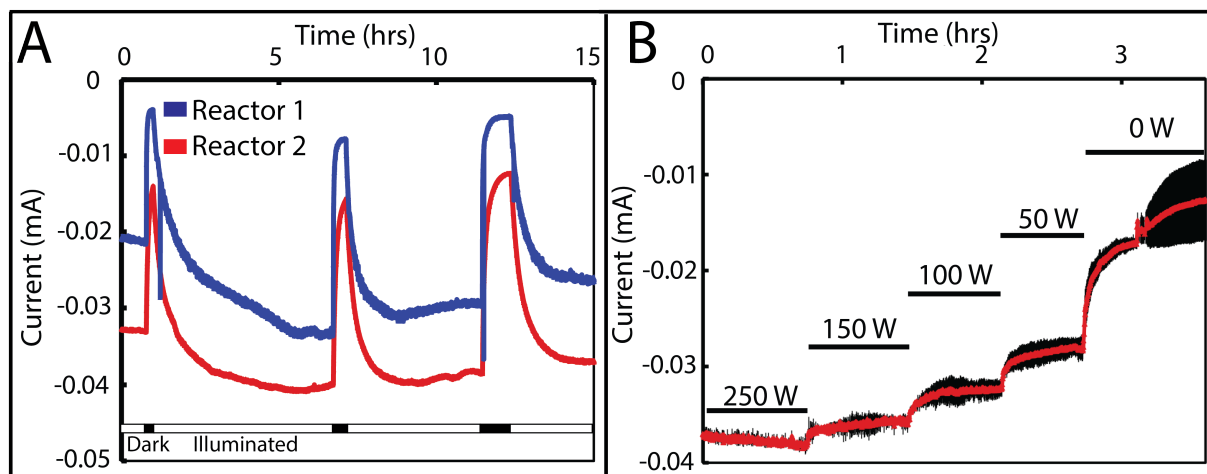 A
Time (hrs)
0 5 10 15
0
-0.01
-0.02
-0.03
-0.04
-0.05
Current (mA)
Reactor 1
Reactor 2
Dark Illuminated
B
Time (hrs)
0 1 2 3
0
-0.01
-0.02
-0.03
-0.04
Current (mA)
250 W
150 W
100 W
50 W
0 W